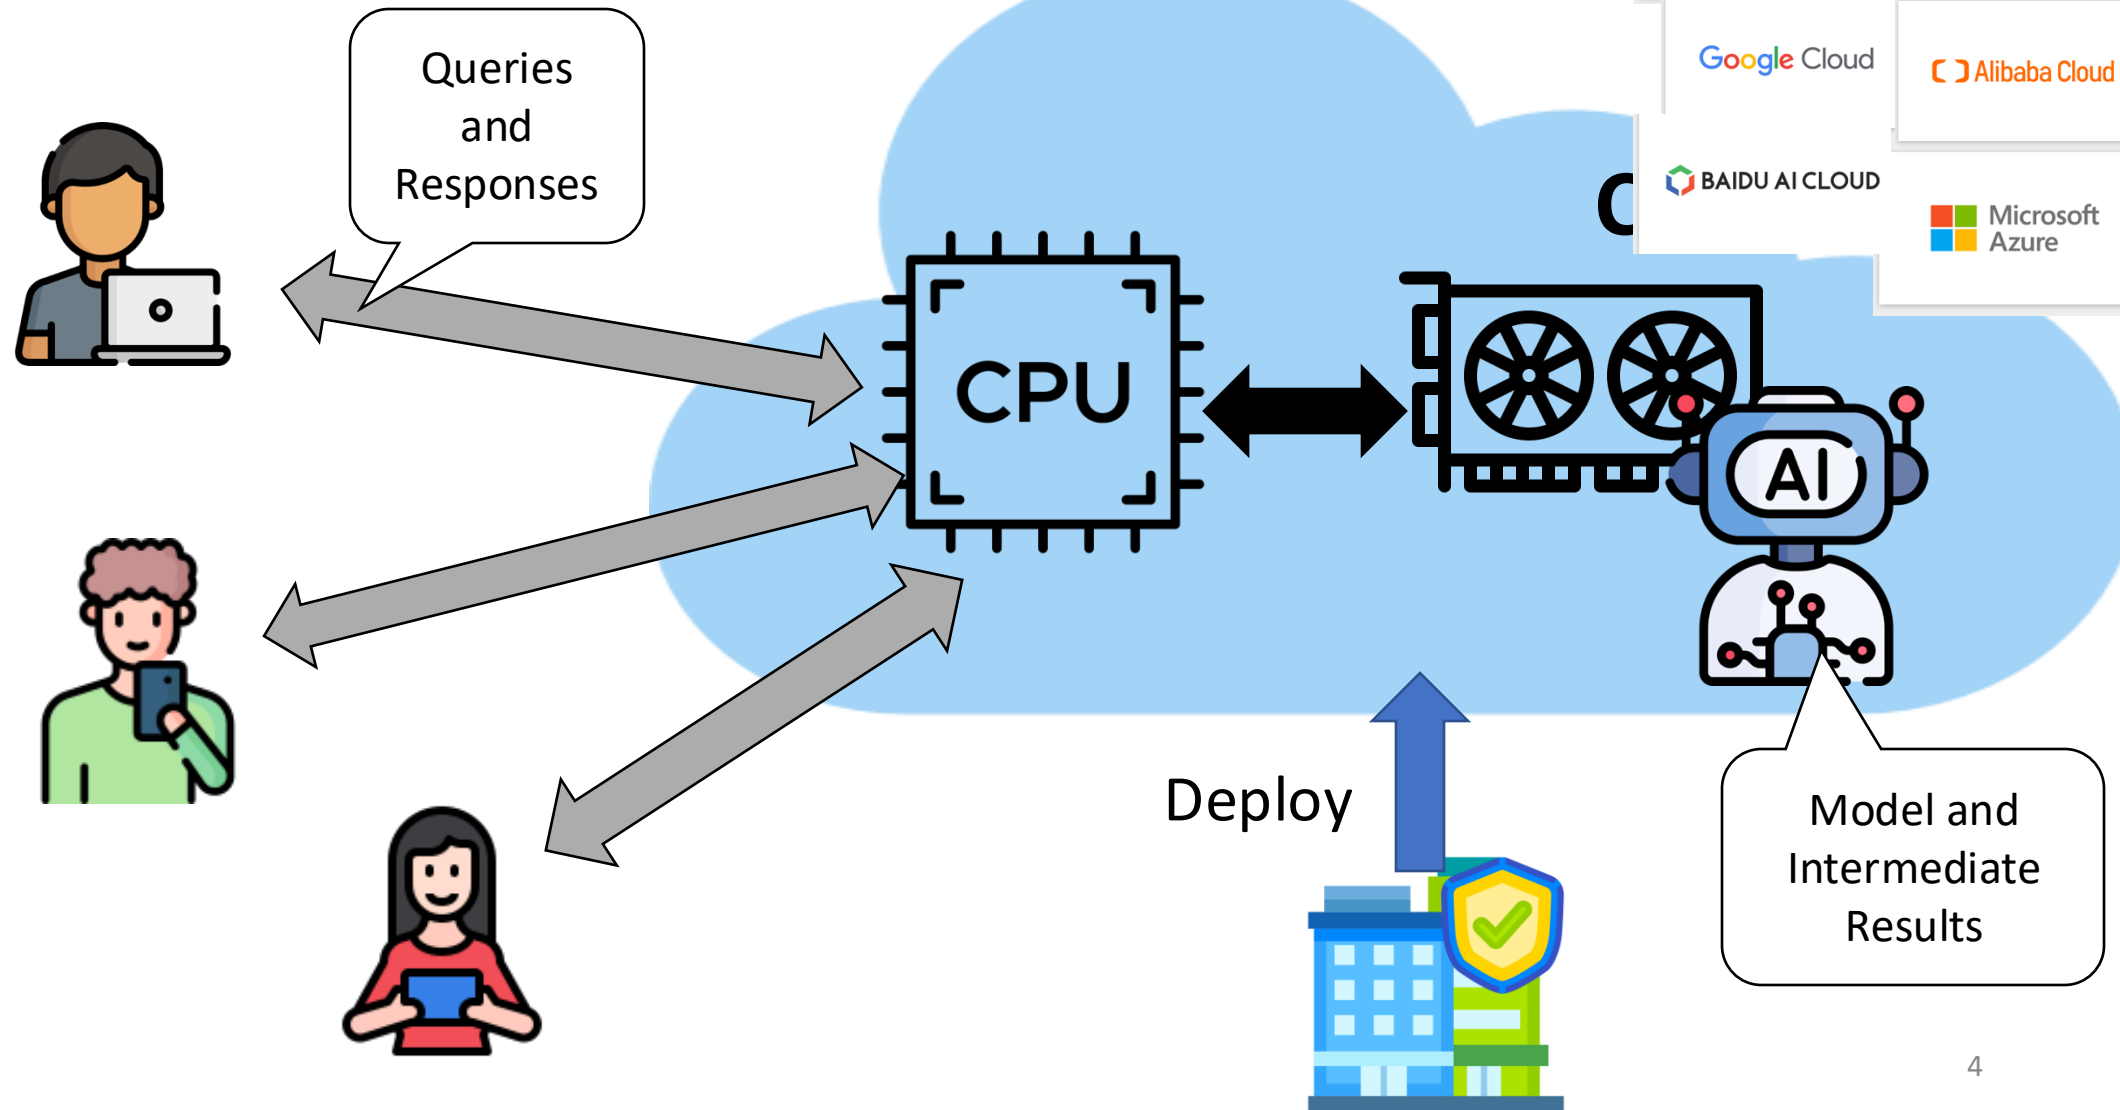 Queries
and
Responses
Google Cloud
Alibaba Cloud
BAIDU AI CLOUD
Microsoft
Azure
CPU
AI
Deploy
Model and
Intermediate
Results
4